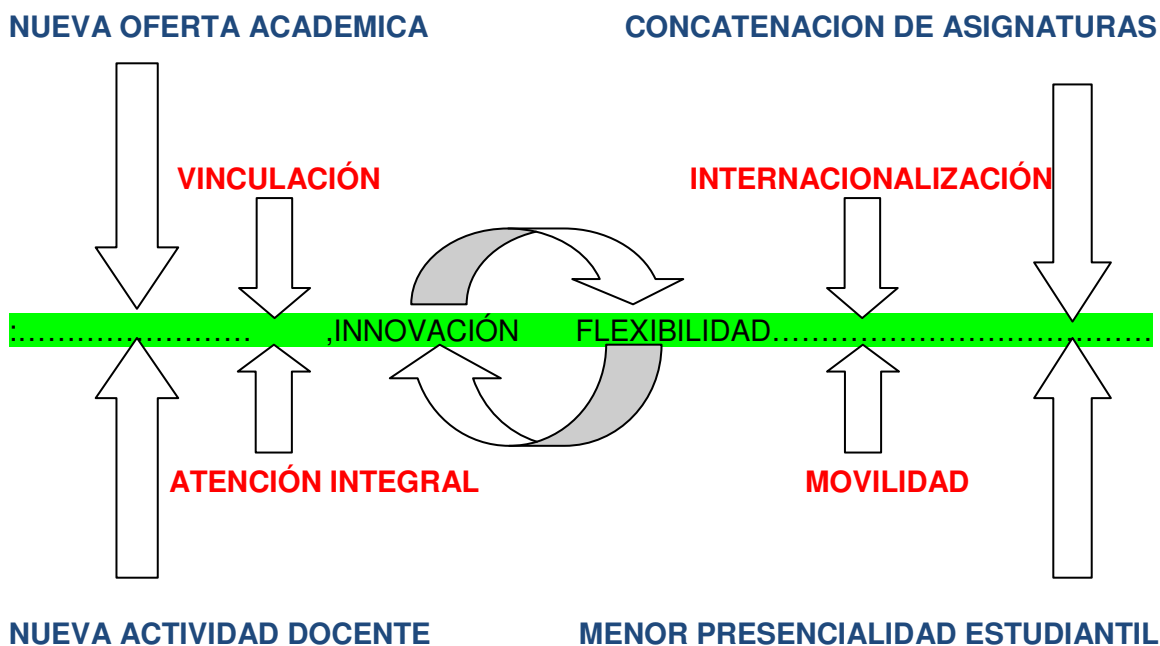 NUEVA OFERTA ACADEMICA
CONCATENACION DE ASIGNATURAS
VINCULACIÓN
INTERNACIONALIZACIÓN
:…………………… ,INNOVACIÓN FLEXIBILIDAD…………………………………
ATENCIÓN INTEGRAL
MOVILIDAD
NUEVA ACTIVIDAD DOCENTE
MENOR PRESENCIALIDAD ESTUDIANTIL